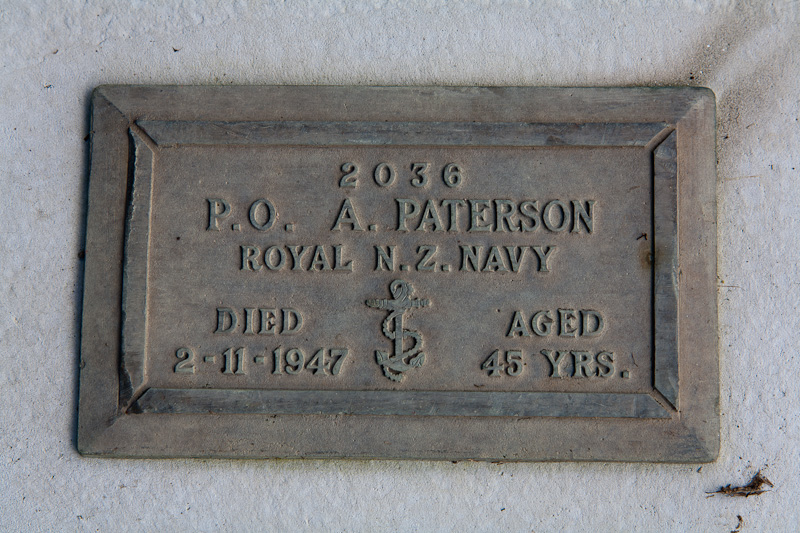 2036
P.O. A. PATERSON
ROYAL N.Z. NAVY
DIED AGED
2-11-1947 45 YRS.